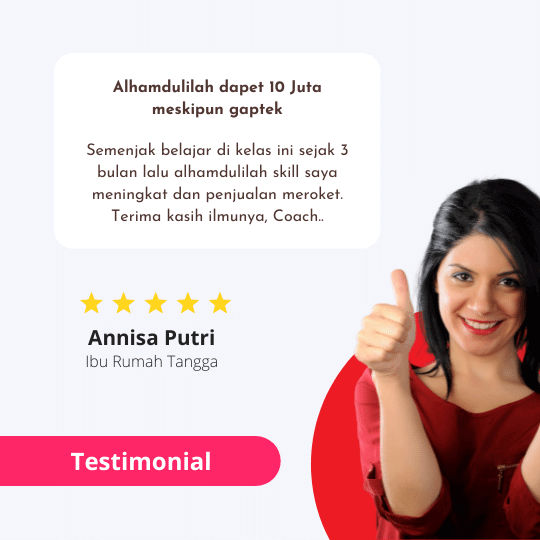 Alhamdulilah dapet 10 Juta
meskipun gaptek
Semenjak belajar di kelas ini sejak 3
bulan lalu alhamdulilah skill saya
meningkat dan penjualan meroket.
Terima kasih ilmunya, Coach..
Annisa Putri
Ibu Rumah Tangga
Testimonial